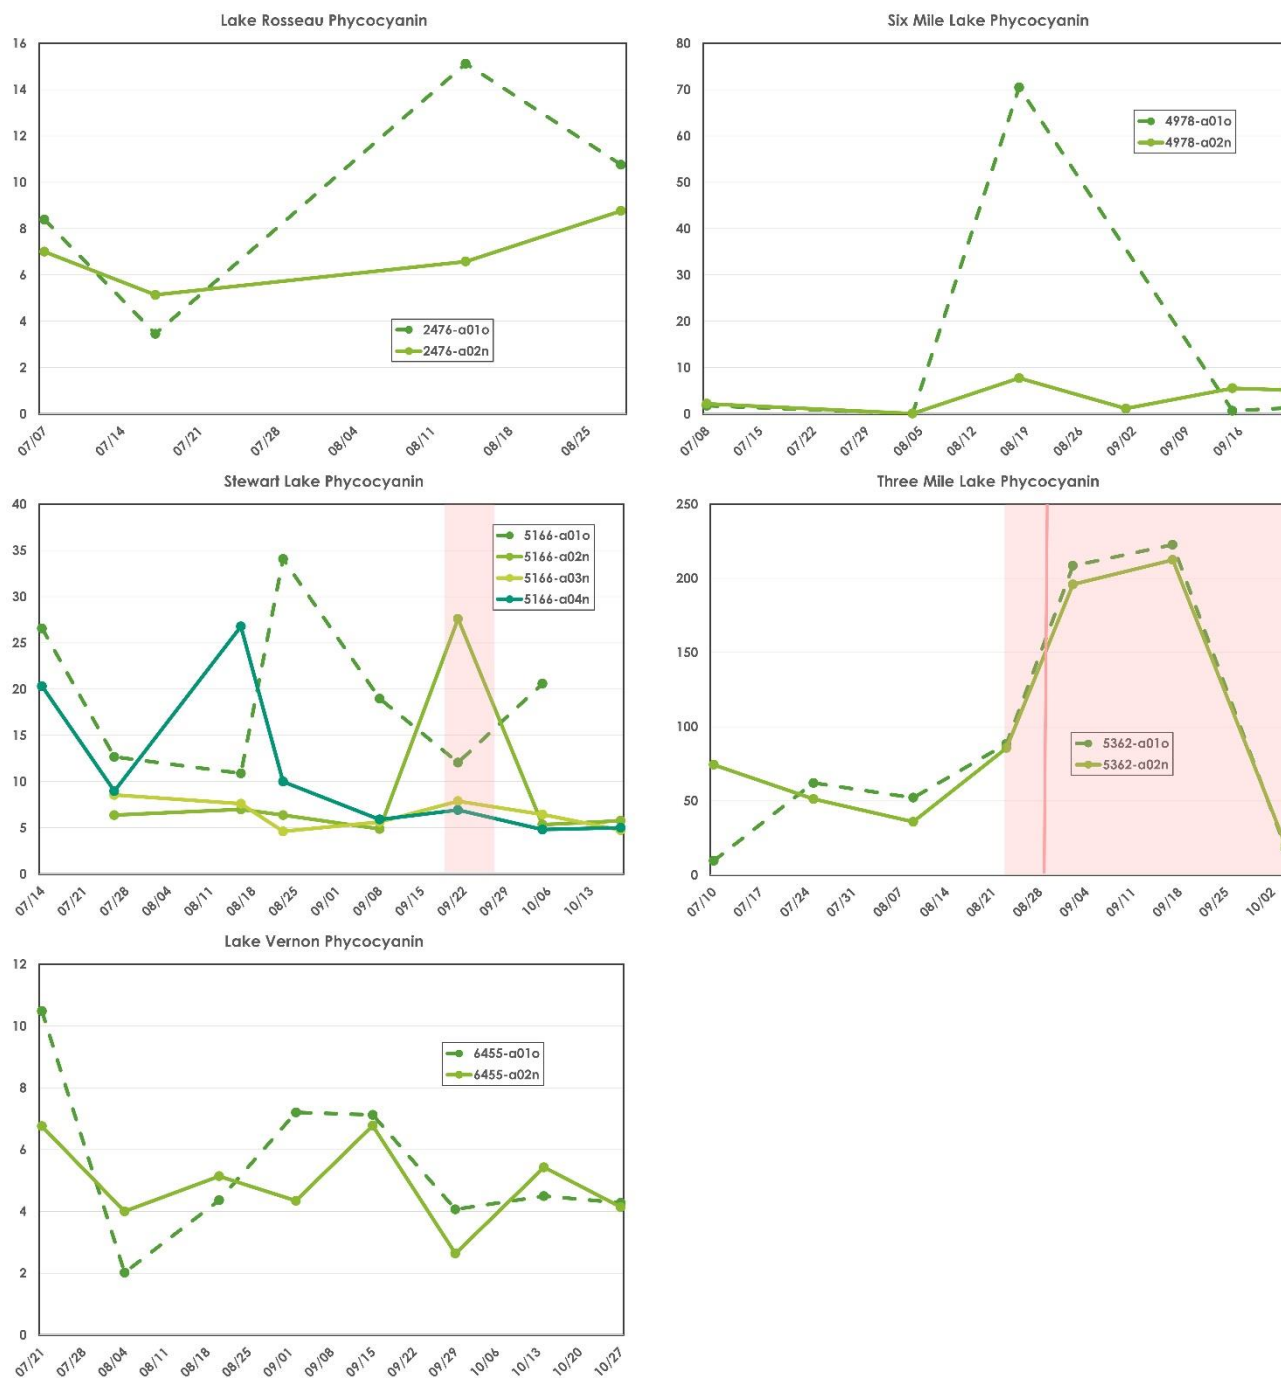 Lake Rosseau Phycocyanin
16
14
12
10
8
6
4
2
0
2476-a01o
2476-a02n
07/07 07/14 07/21 07/28 08/04 08/11 08/18 08/25
Six Mile Lake Phycocyanin
80
70
60
50
40
30
20
10
0
4978-a01o
4978-a02n
07/08 07/15 07/22 07/29 08/05 08/12 08/19 08/26 09/02 09/09 09/16
Stewart Lake Phycocyanin
40
35
30
25
20
15
10
5
0
5166-a01o
5166-a02n
5166-a03n
5166-a04n
07/14 07/21 07/28 08/04 08/11 08/18 08/25 09/01 09/08 09/15 09/22 09/29 10/06 10/13
Three Mile Lake Phycocyanin
250
200
150
100
50
0
5362-a01o
5362-a02n
07/10 07/17 07/24 07/31 08/07 08/14 08/21 08/28 09/04 09/11 09/18 09/25 10/02
Lake Vernon Phycocyanin
12
10
8
6
4
2
0
6455-a01o
6455-a02n
07/21 07/28 08/04 08/11 08/18 08/25 09/01 09/08 09/15 09/22 09/29 10/06 10/13 10/20 10/27